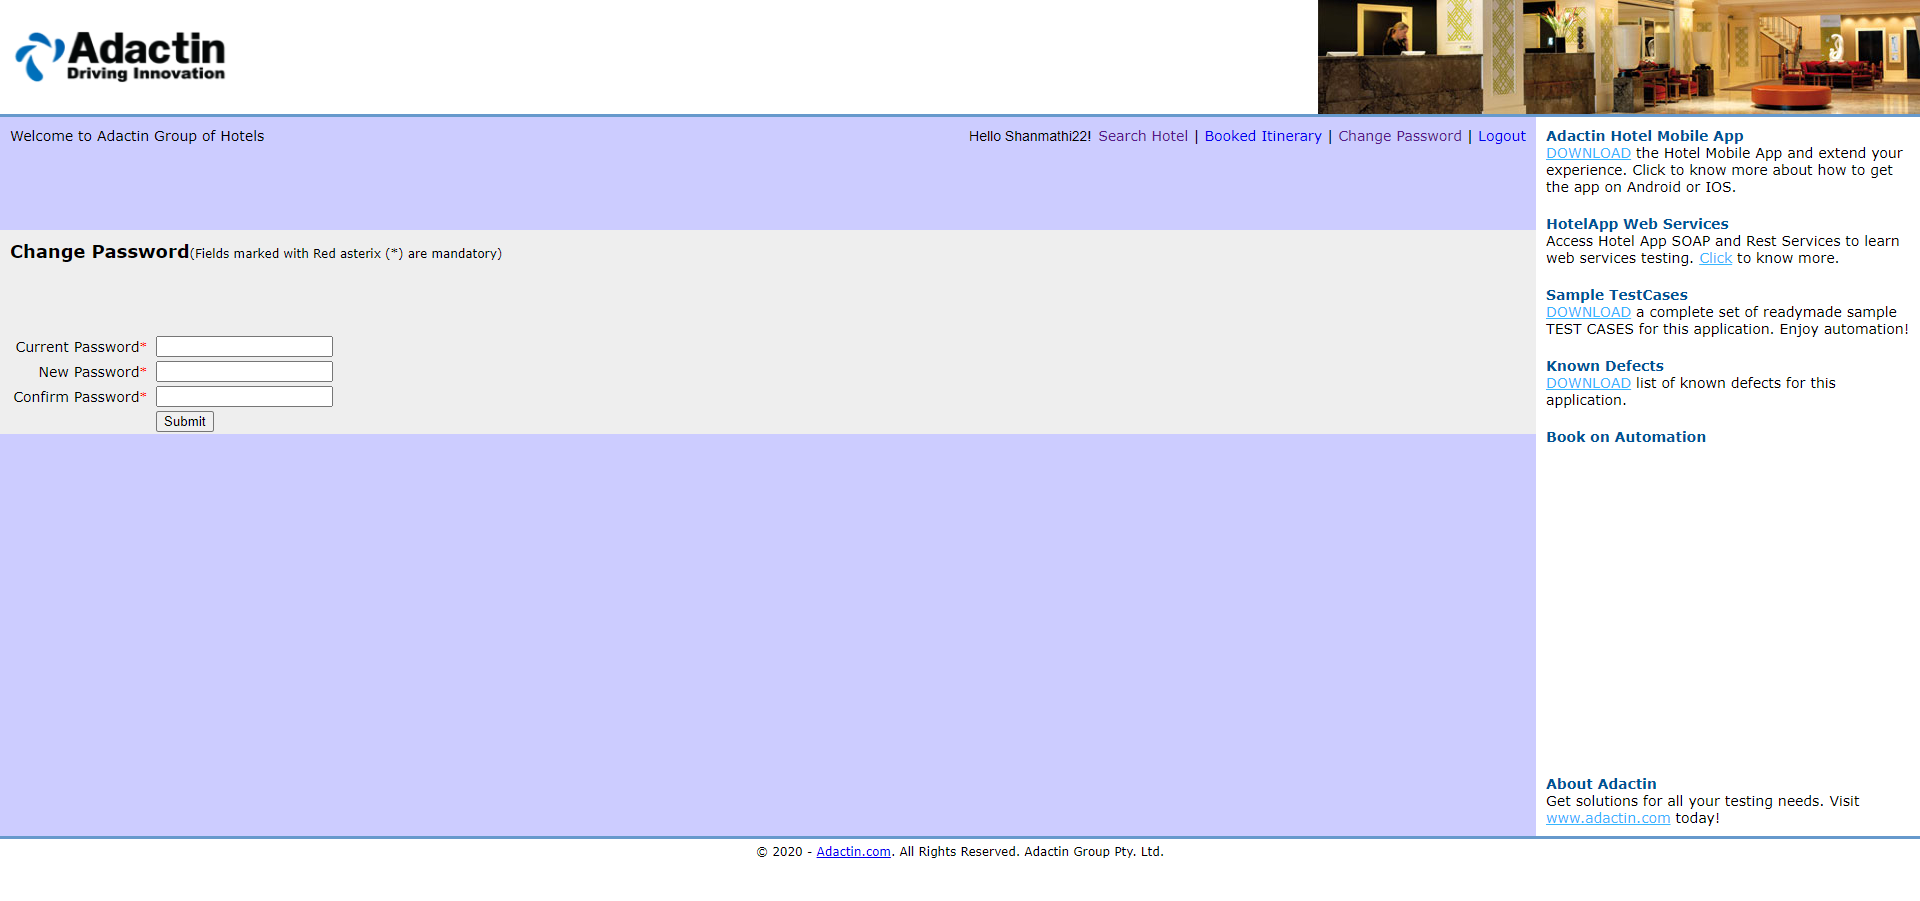 Adactin
Driving Innovation
Welcome to Adactin Group of Hotels
Hello Shanmathi22! Search Hotel | Booked Itinerary | Change Password | Logout
Change Password(Fields marked with Red asterix (*) are mandatory)
Current Password*
New Password*
Confirm Password*
Submit
Adactin Hotel Mobile App
DOWNLOAD the Hotel Mobile App and extend your
experience. Click to know more about how to get
the app on Android or IOS.
HotelApp Web Services
Access Hotel App SOAP and Rest Services to learn
web services testing. Click to know more.
Sample TestCases
DOWNLOAD a complete set of readymade sample
TEST CASES for this application. Enjoy automation!
Known Defects
DOWNLOAD list of known defects for this
application.
Book on Automation
About Adactin
Get solutions for all your testing needs. Visit
www.adactin.com today!
© 2020 - Adactin.com. All Rights Reserved. Adactin Group Pty. Ltd.